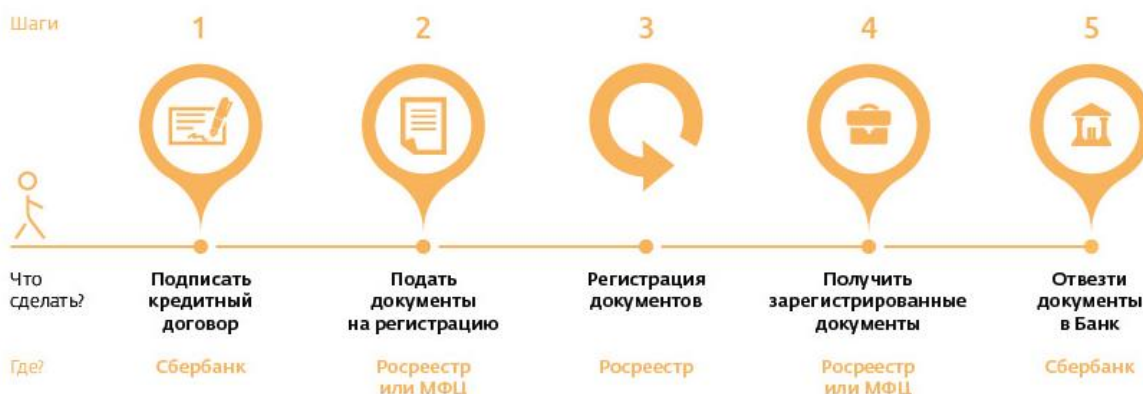 Шаги 1 2 3 4 5
Что сделать?
Подписать
кредитный
договор
Подать
документы
на регистрацию
Регистрация
документов
Получить
зарегистрированные
документы
Отвезти
документы
в Банк
Где?
Сбербанк
Росреестр
или МФЦ
Росреестр
Росреестр
или МФЦ
Сбербанк